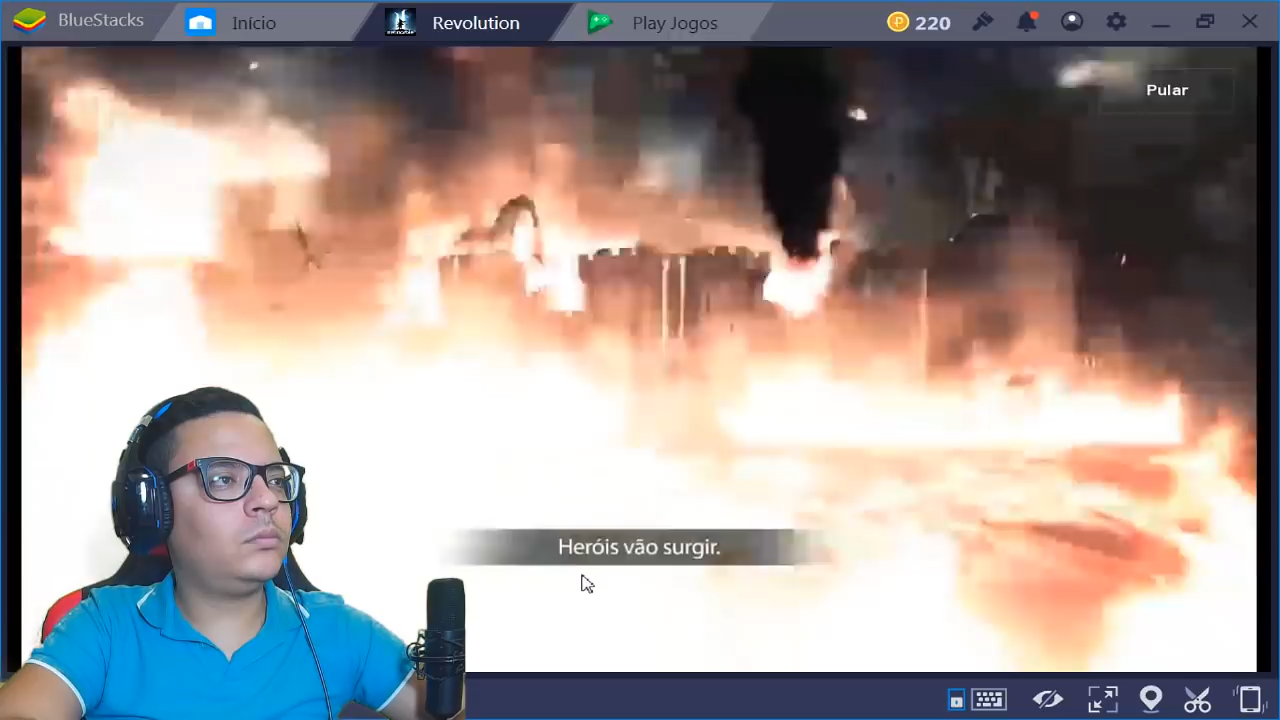 BlueStacks
Início
Revolution
Play Jogos
220
Pular
Heróis vão surgir.